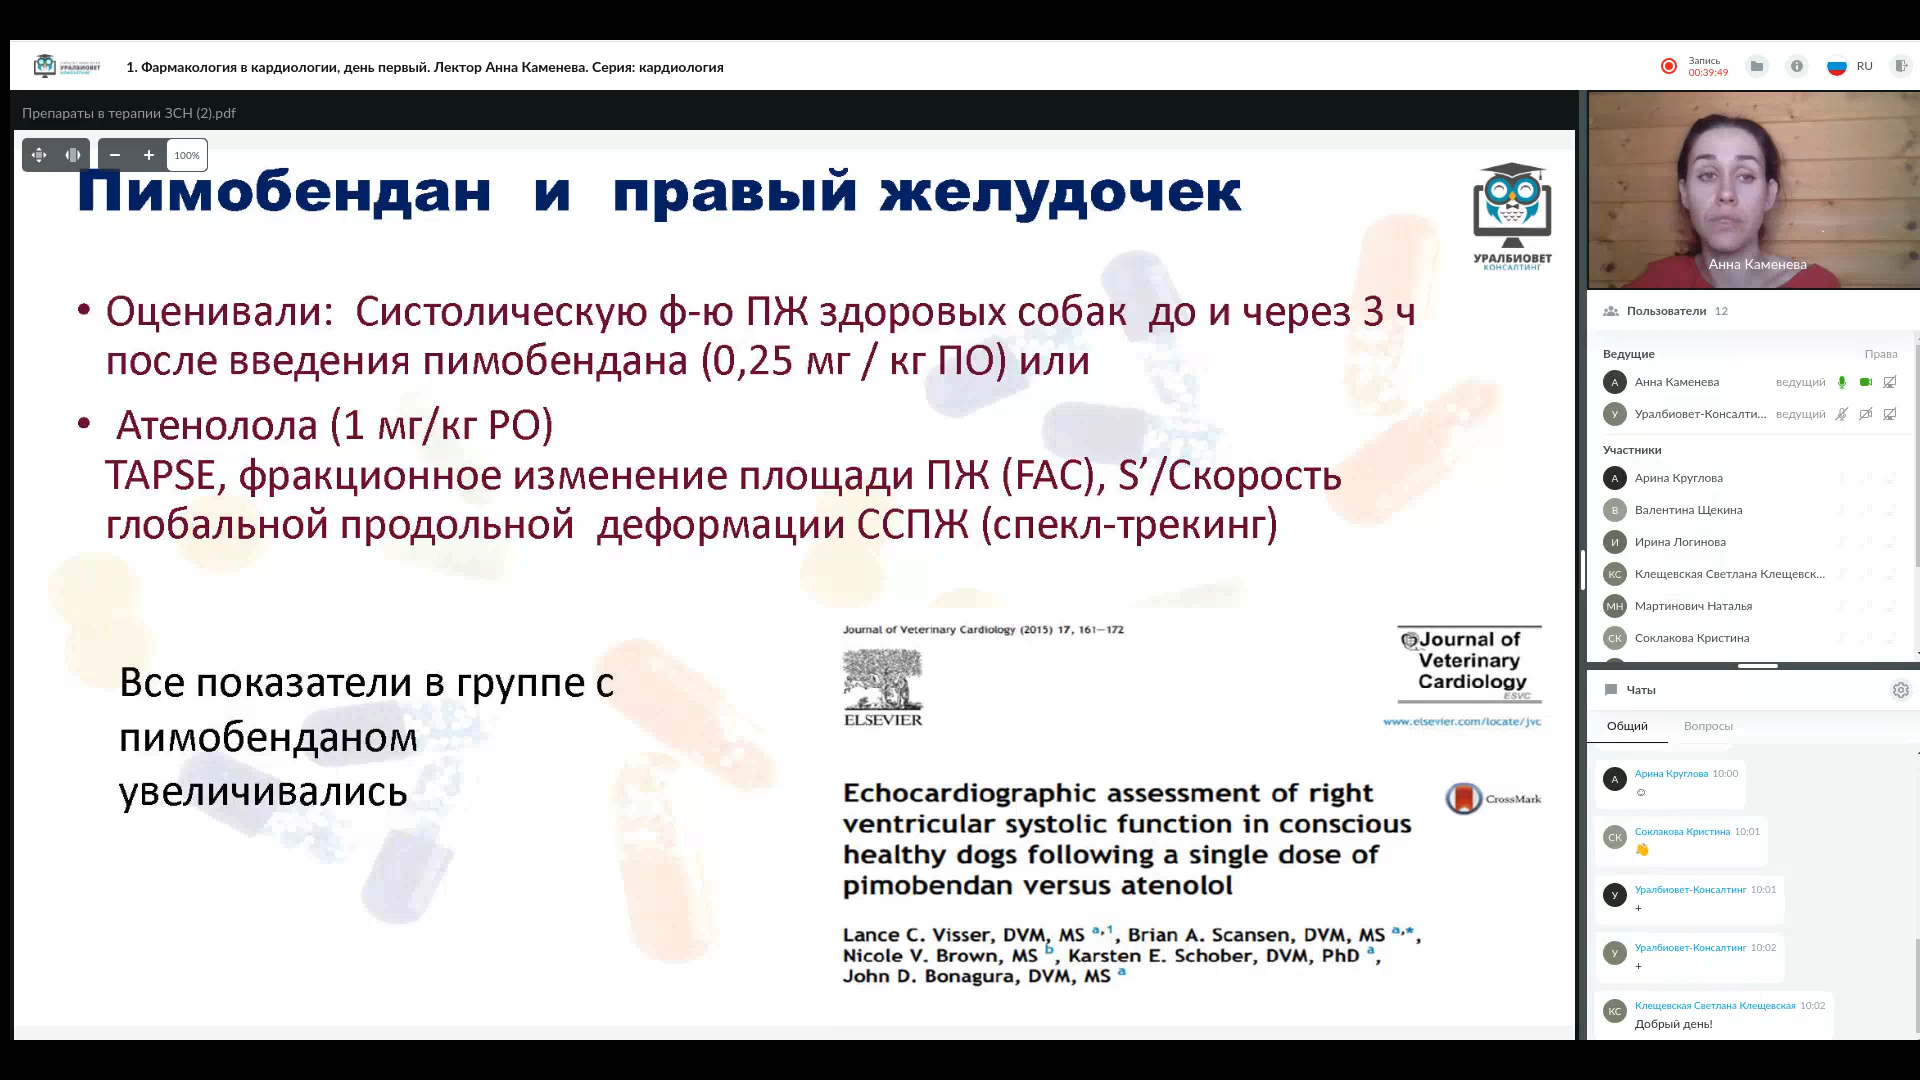 УРАЛБИОВЕТ
КОНСАЛТИНГ
1. Фармакология в кардиологии, день первый. Лектор Анна Каменева. Серия: кардиология
Запись
00:39:49
RU
Препараты в терапии ЗСН (2).pdf
100%
Пимобендан и правый желудочек
УРАЛБИОВЕТ
КОНСАЛТИНГ
• Оценивали: Систолическую ф-ю ПЖ здоровых собак до и через 3 ч
после введения пимобендана (0,25 мг / кг ПО) или
• Атенолола (1 мг/кг PO)
TAPSE, фракционное изменение площади ПЖ (FAC), S’/Скорость
глобальной продольной деформации ССПЖ (спекл-трекинг)
Все показатели в группе с
пимобенданом
увеличивались
Journal of Veterinary Cardiology (2015) 17, 161–172
ELSEVIER
Journal of
Veterinary
Cardiology
ESVC
www.elsevier.com/locate/jvc
Echocardiographic assessment of right
ventricular systolic function in conscious
healthy dogs following a single dose of
pimobendan versus atenolol
CrossMark
Lance C. Visser, DVM, MS a,1, Brian A. Scansen, DVM, MS a,*,
Nicole V. Brown, MS b, Karsten E. Schober, DVM, PhD a,
John D. Bonagura, DVM, MS a
Анна Каменева
Пользователи 12
Ведущие Права
А Анна Каменева ведущий
У Уралбиовет-Консалти... ведущий
Участники
А Арина Круглова
В Валентина Щекина
И Ирина Логинова
КС Клещевская Светлана Клещевск...
МН Мартинович Наталья
СК Соклакова Кристина
Чаты
Общий Вопросы
А Арина Круглова 10:00
☺
СК Соклакова Кристина 10:01
👏
У Уралбиовет-Консалтинг 10:01
+
У Уралбиовет-Консалтинг 10:02
+
КС Клещевская Светлана Клещевская 10:02
Добрый день!